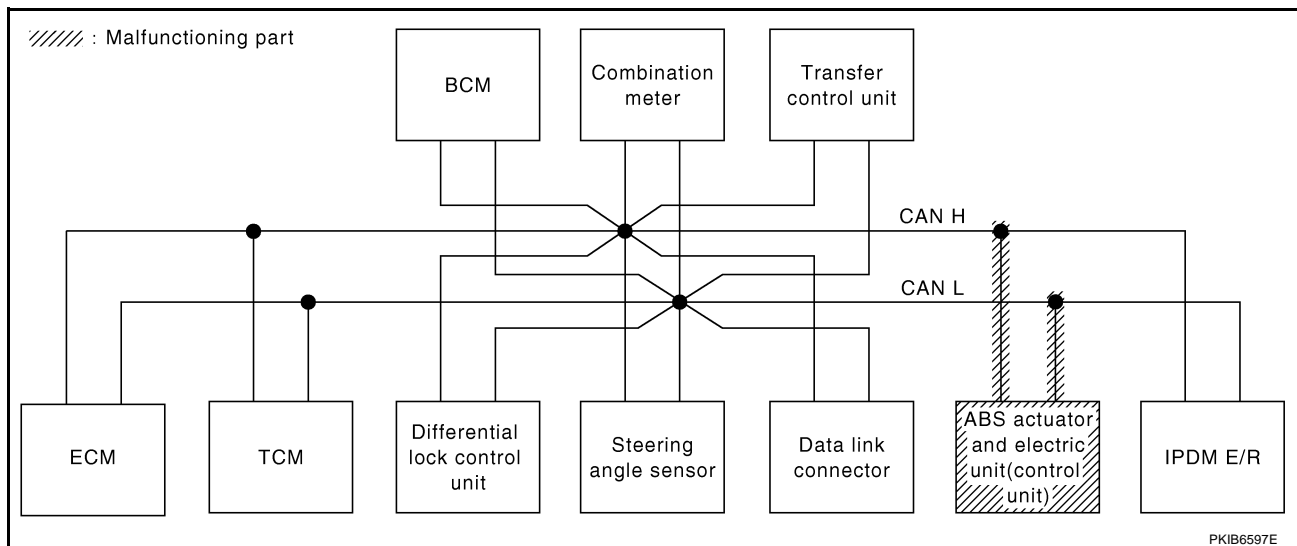 : Malfunctioning part
BCM
Combination
meter
Transfer
control unit
CAN H
CAN L
ECM
TCM
Differential
lock control
unit
Steering
angle sensor
Data link
connector
ABS actuator
and electric
unit(control
unit)
IPDM E/R
PKIB6597E